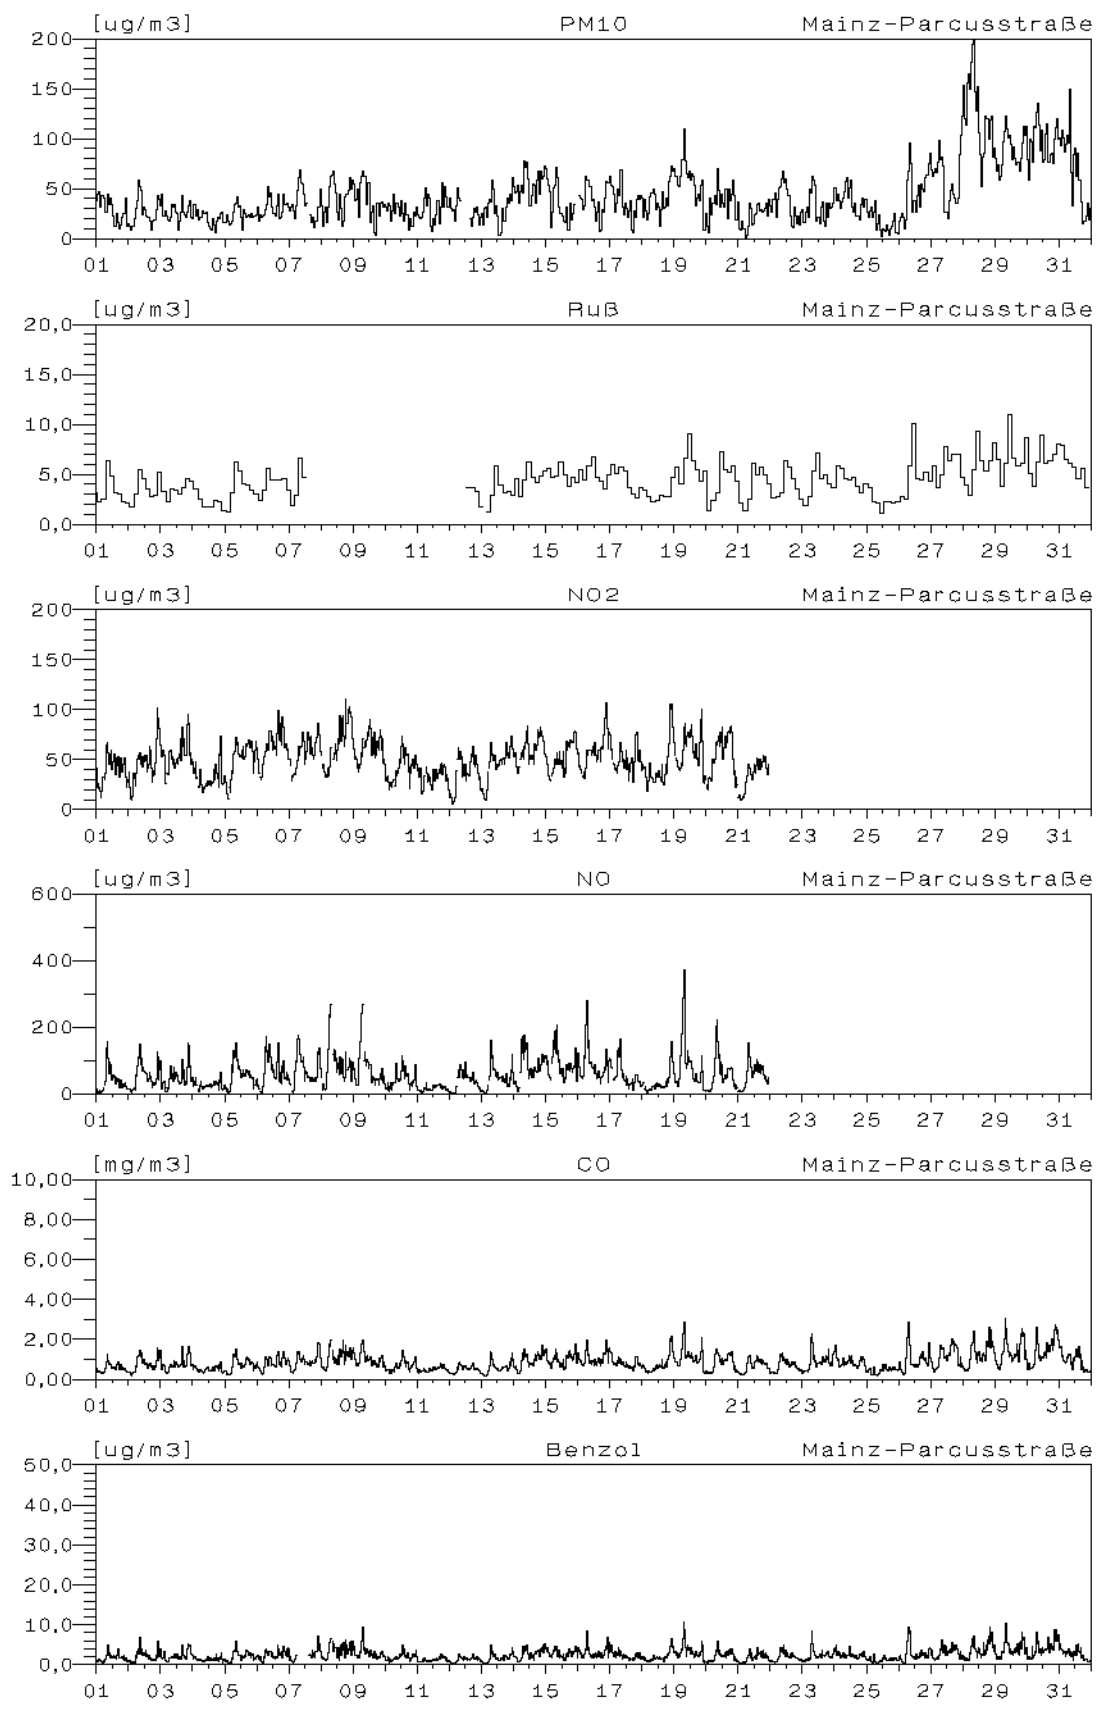 [ug/m3] PM10 Mainz-Parcusstraße
200
150
100
50
0
01 03 05 07 09 11 13 15 17 19 21 23 25 27 29 31
[ug/m3] Ruß Mainz-Parcusstraße
20,0
15,0
10,0
5,0
0,0
01 03 05 07 09 11 13 15 17 19 21 23 25 27 29 31
[ug/m3] NO2 Mainz-Parcusstraße
200
150
100
50
0
01 03 05 07 09 11 13 15 17 19 21 23 25 27 29 31
[ug/m3] NO Mainz-Parcusstraße
600
400
200
0
01 03 05 07 09 11 13 15 17 19 21 23 25 27 29 31
[mg/m3] CO Mainz-Parcusstraße
10,00
8,00
6,00
4,00
2,00
0,00
01 03 05 07 09 11 13 15 17 19 21 23 25 27 29 31
[ug/m3] Benzol Mainz-Parcusstraße
50,0
40,0
30,0
20,0
10,0
0,0
01 03 05 07 09 11 13 15 17 19 21 23 25 27 29 31